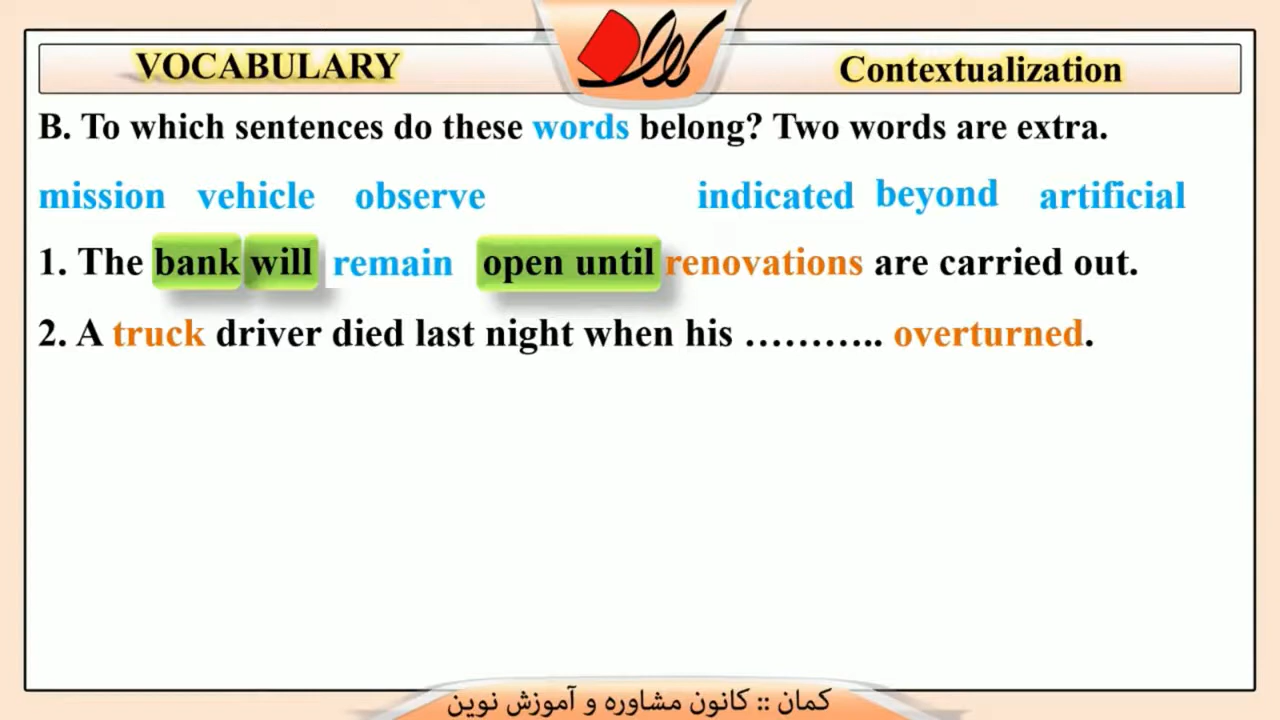 VOCABULARY
کمان
Contextualization
B. To which sentences do these words belong? Two words are extra.
mission vehicle observe indicated beyond artificial
1. The bank will remain open until renovations are carried out.
2. A truck driver died last night when his ……….. overturned.
کمان :: کانون مشاوره و آموزش نوین